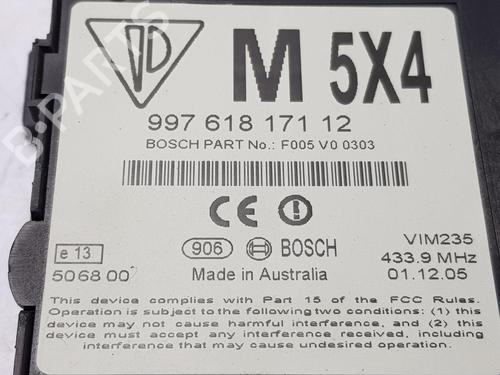 M 5X4
997 618 171 12
BOSCH PART No.: F005 V0 0303
906 BOSCH VIM235
e 13 433.9 MHz
506800 Made in Australia 01.12.05
This device complies with Part 15 of the FCC Rules.
Operation is subject to the following two conditions: (1) this
device may not cause harmful interference, and (2) this
device must accept any interference received, including
interference that may cause undesired operation.
B-PARTS